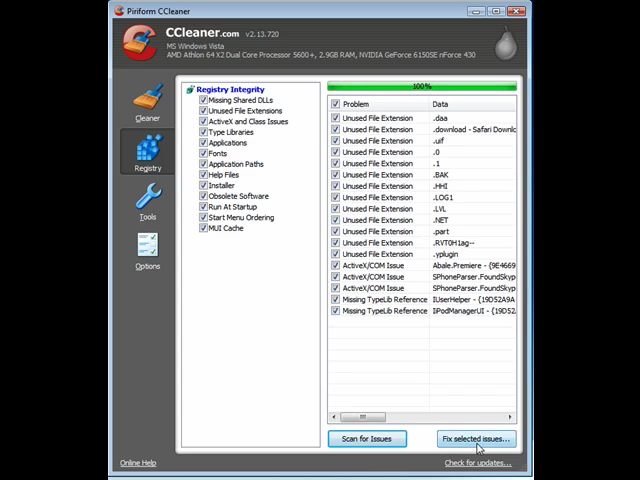 Piriform CCleaner
CCleaner.com v2.13.720
MS Windows Vista
AMD Athlon 64 X2 Dual Core Processor 5600+, 2.9GB RAM, NVIDIA GeForce 6150SE nForce 430
Cleaner
Registry
Tools
Options
Registry Integrity
Missing Shared DLLs
Unused File Extensions
ActiveX and Class Issues
Type Libraries
Applications
Fonts
Application Paths
Help Files
Installer
Obsolete Software
Run At Startup
Start Menu Ordering
MUI Cache
100%
Problem Data
Unused File Extension .daa
Unused File Extension .download - Safari Downlc
Unused File Extension .uif
Unused File Extension .0
Unused File Extension .1
Unused File Extension .BAK
Unused File Extension .HHI
Unused File Extension .LOG1
Unused File Extension .LVL
Unused File Extension .NET
Unused File Extension .part
Unused File Extension .RVT0H1ag--
Unused File Extension .yplugin
ActiveX/COM Issue Abale.Premiere - {9E4669
ActiveX/COM Issue SPhoneParser.FoundSkyp
ActiveX/COM Issue SPhoneParser.FoundSkyp
Missing TypeLib Reference IUserHelper - {19D52A9A
Missing TypeLib Reference IPodManagerUI - {19D52A
Scan for Issues
Fix selected issues...
Online Help
Check for updates...